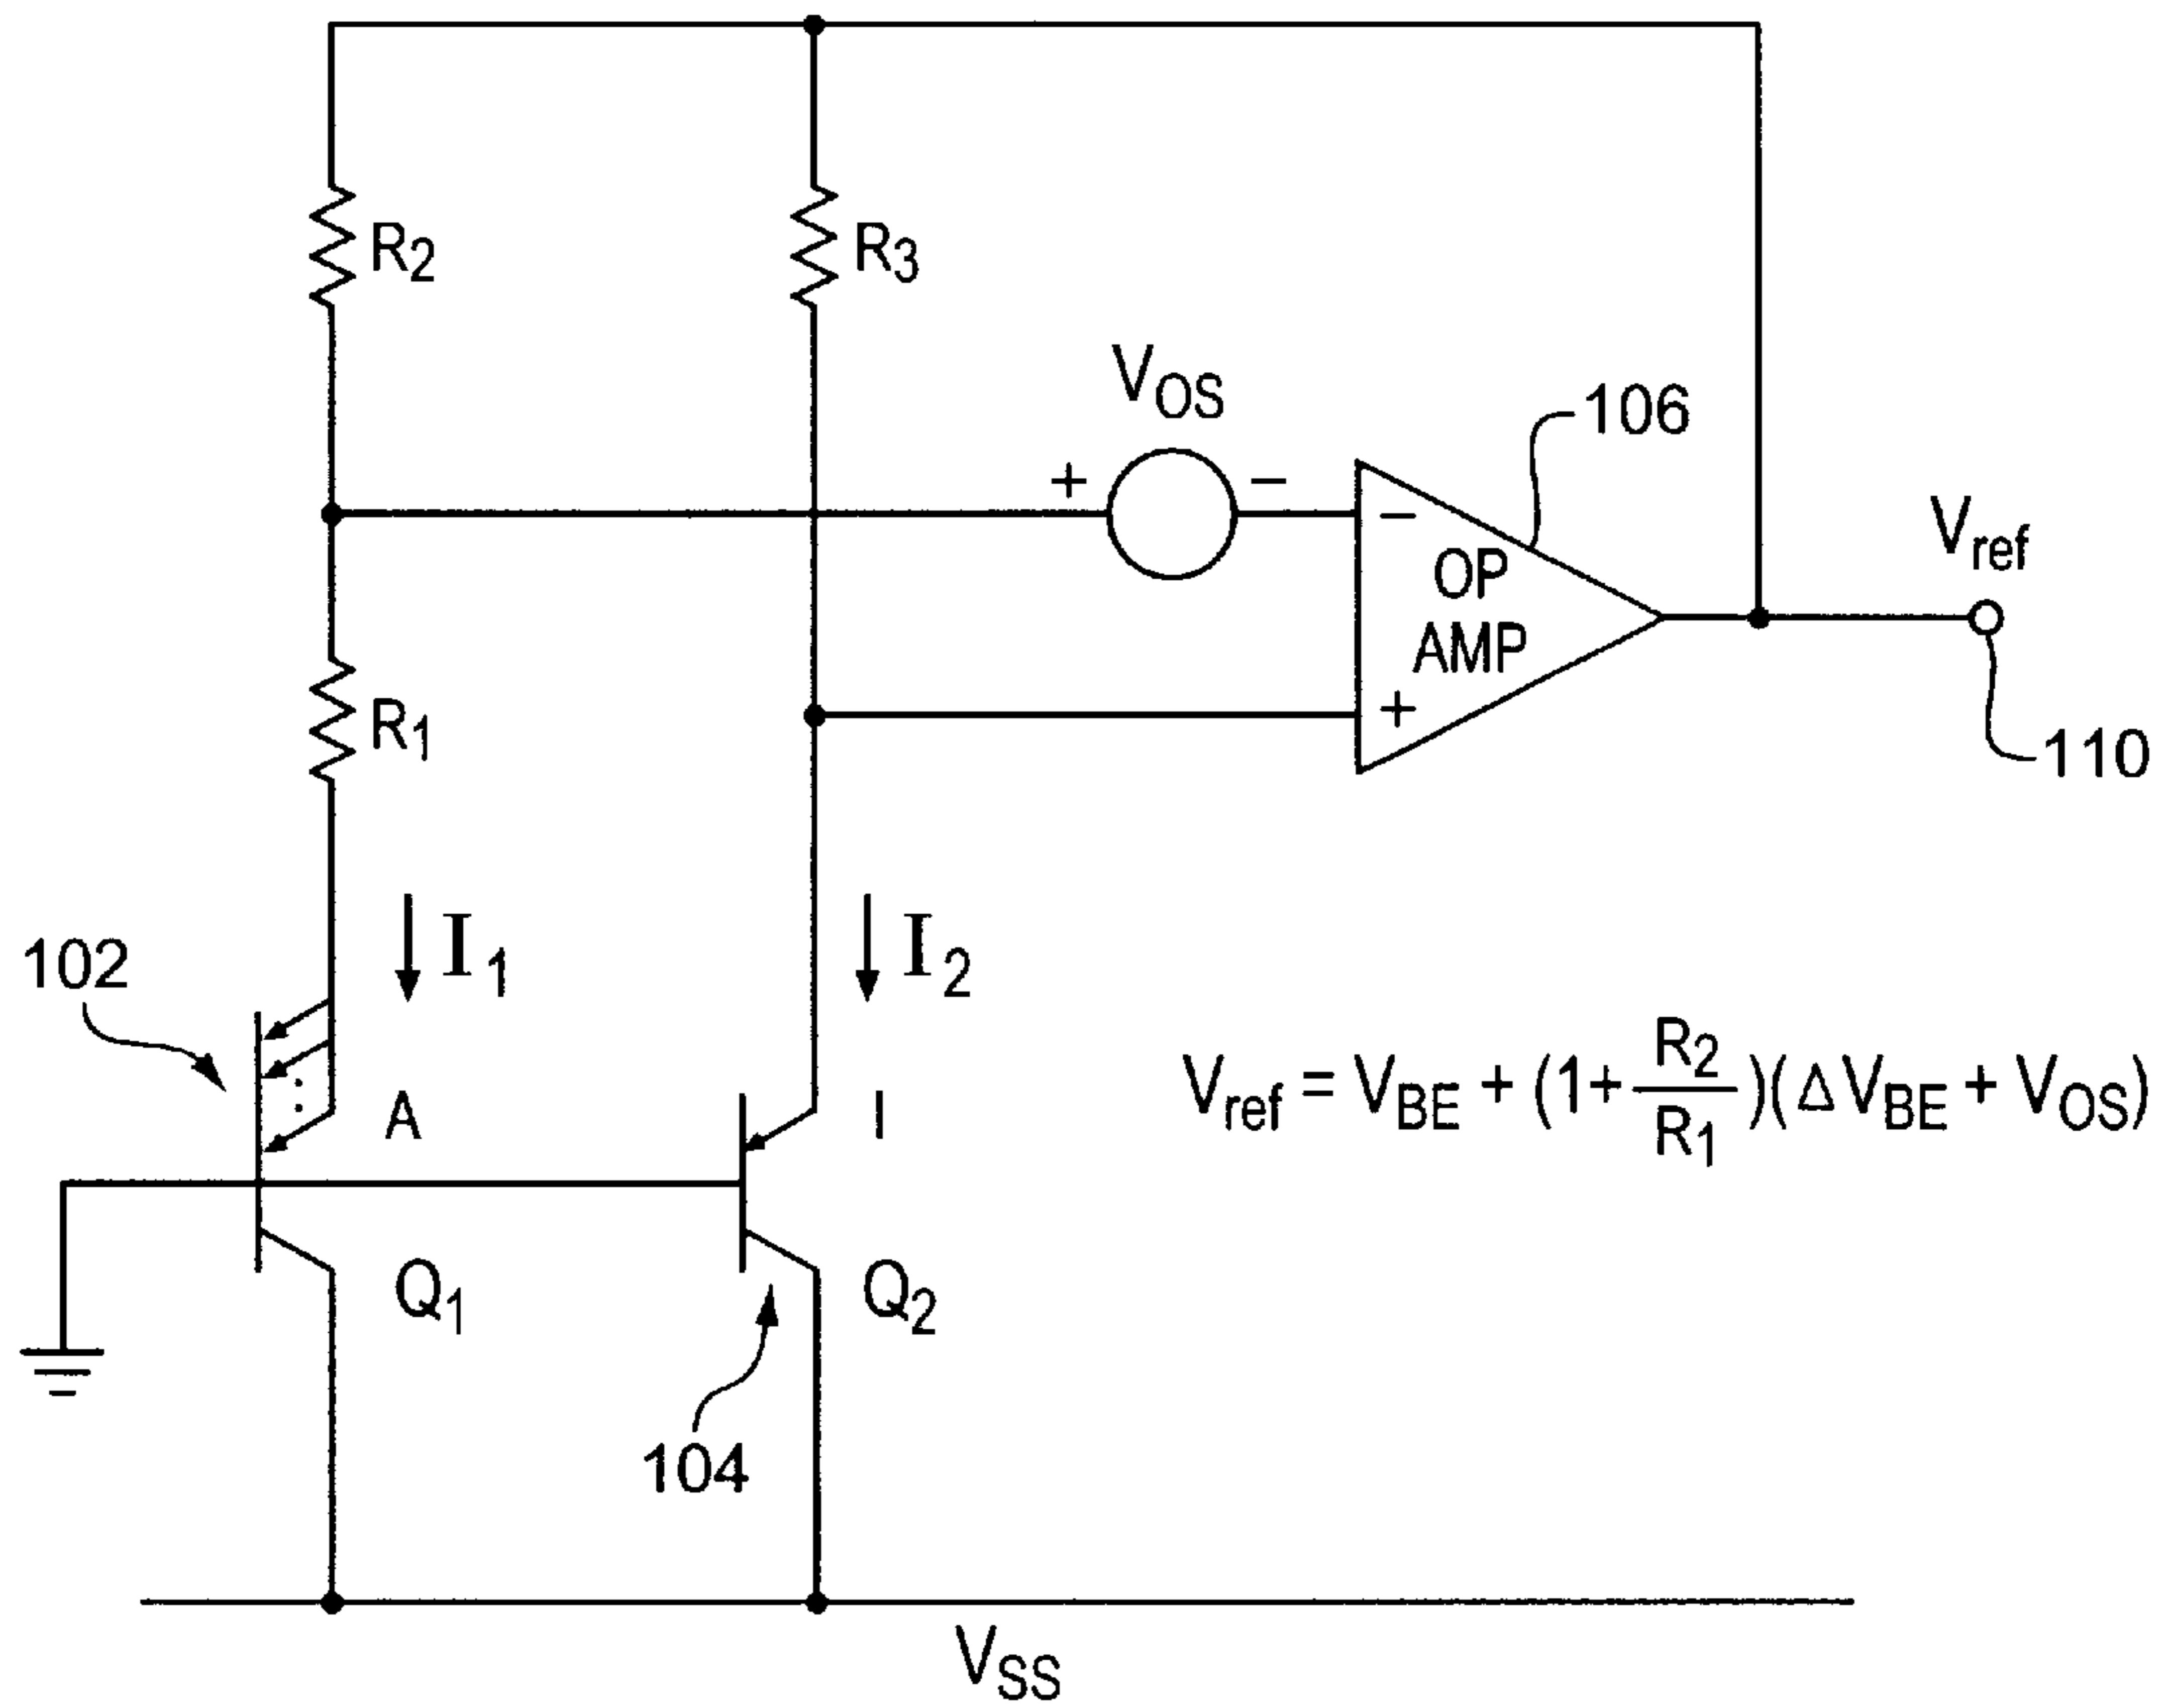 R2
R3
VOS
+
−
106
−
OP
AMP
+
Vref
110
R1
I1
I2
102
A
I
Vref = VBE + (1+ R2/R1 )(ΔVBE + VOS)
Q1
Q2
104
VSS